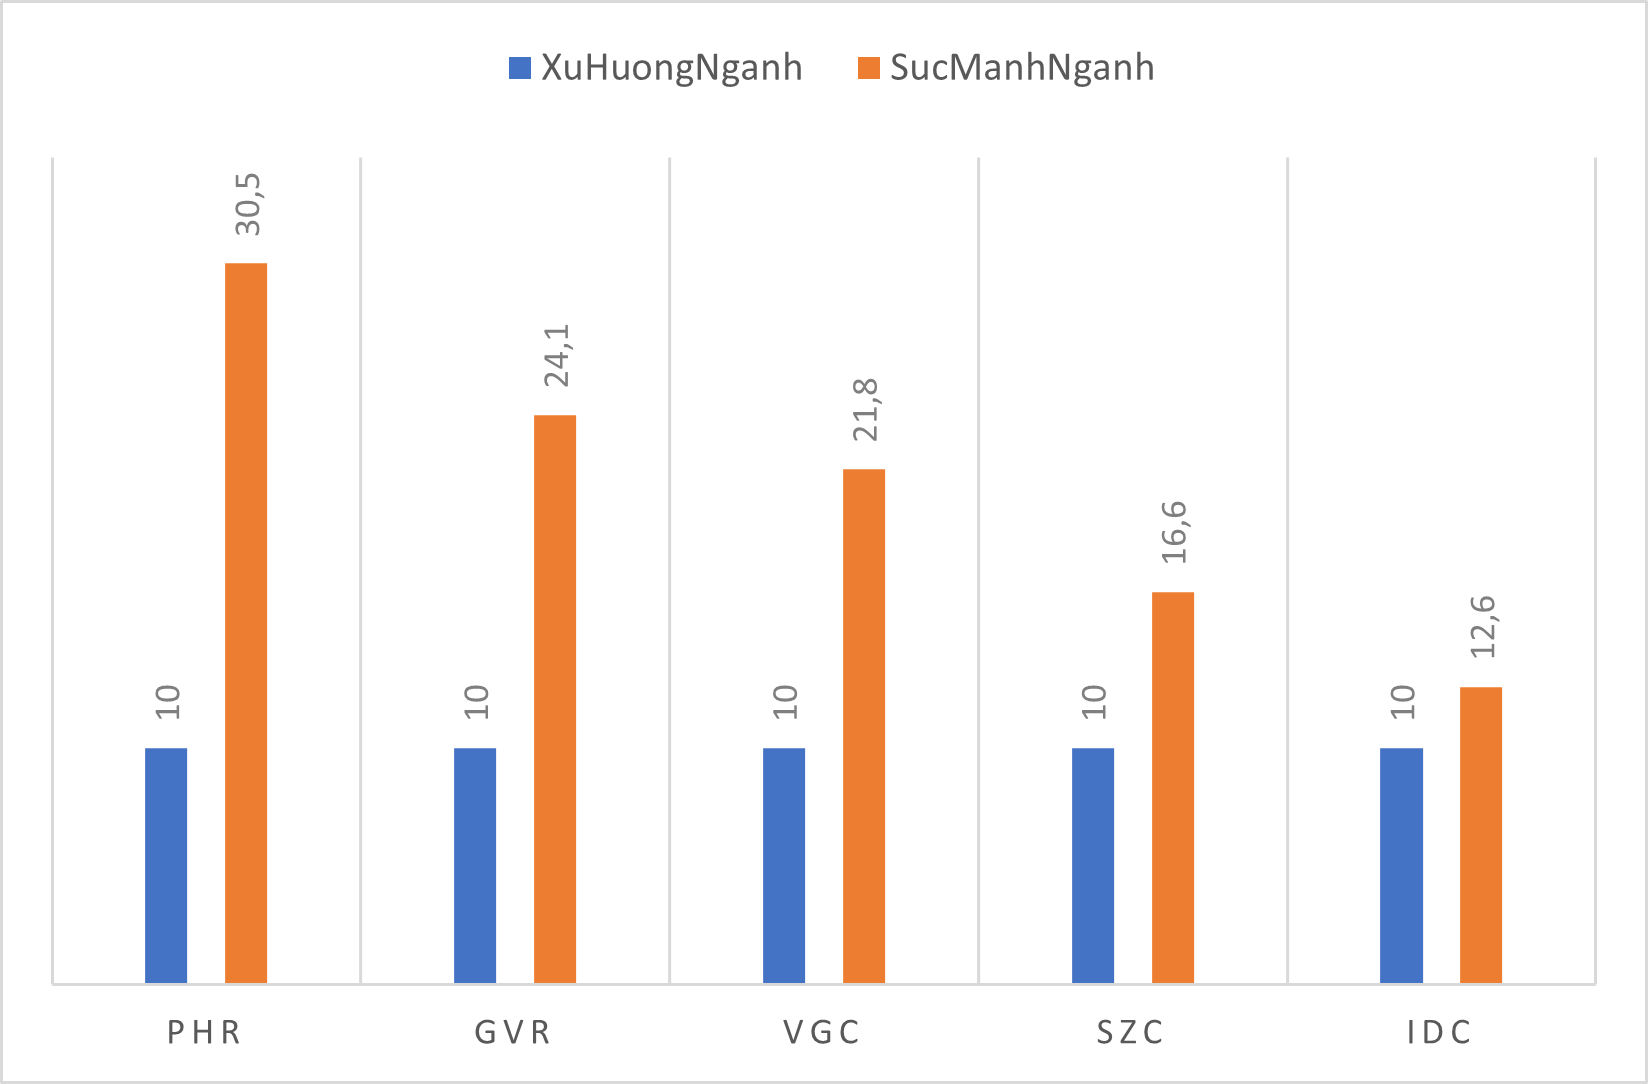 XuHuongNganh SucManhNganh
30,5
24,1
21,8
16,6
12,6
10 10 10 10 10
PHR GVR VGC SZC IDC